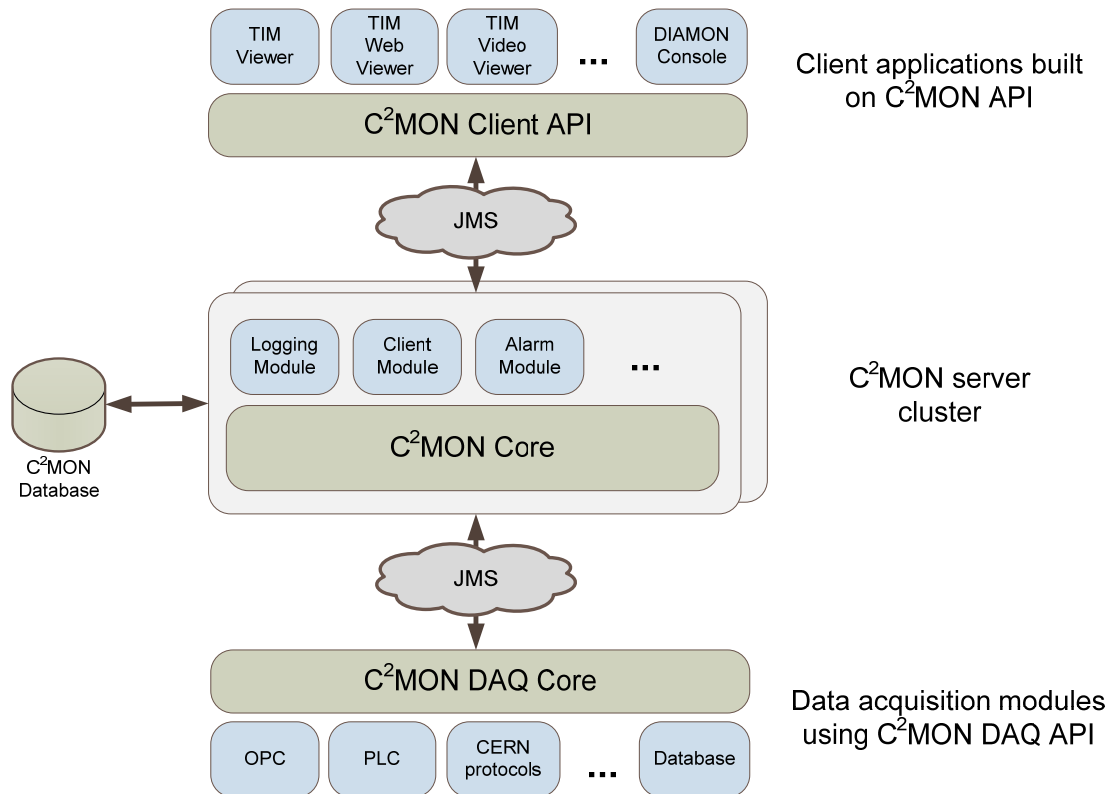 TIM
Viewer
TIM
Web
Viewer
TIM
Video
Viewer
...
DIAMON
Console
Client applications built
on C²MON API
C²MON Client API
JMS
Logging
Module
Client
Module
Alarm
Module
...
C²MON Core
C²MON server
cluster
C²MON
Database
JMS
C²MON DAQ Core
Data acquisition modules
using C²MON DAQ API
OPC
PLC
CERN
protocols
...
Database